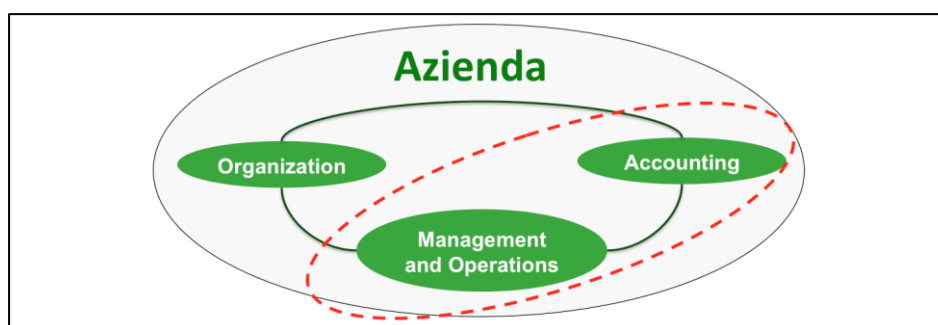 Azienda
Organization
Accounting
Management
and Operations